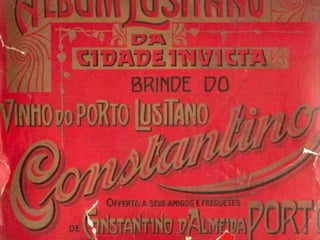 ALBUM LUSITANO
DA
CIDADE INVICTA
BRINDE DO
VINHO DO PORTO LUSITANO
Constantino
OFFERTA A SEUS AMIGOS E FREGUESES
DE CONSTANTINO D'ALMEIDA PORTO